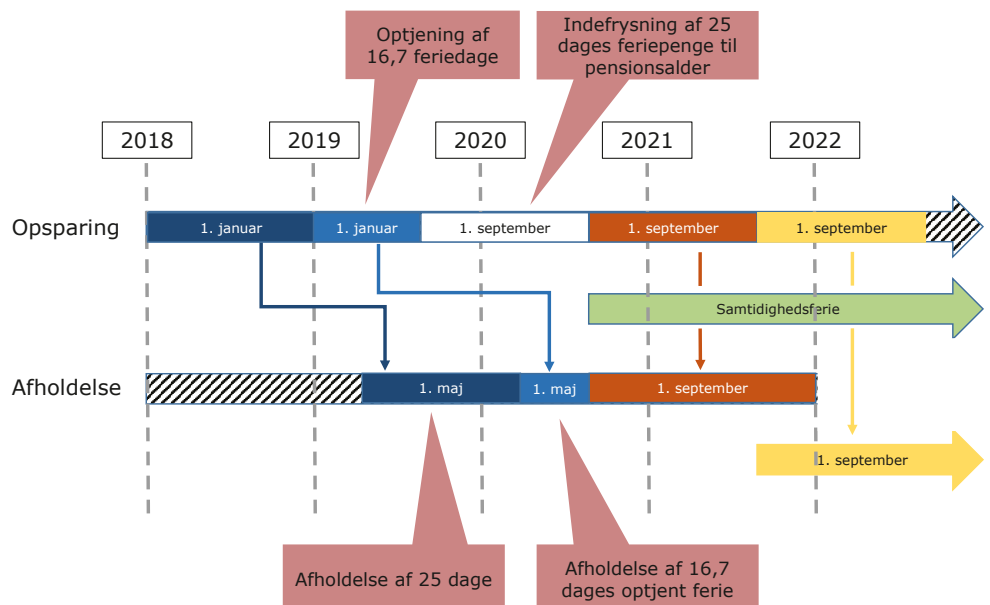 Optjening af
16,7 feriedage
Indefrysning af 25
dages feriepenge til
pensionsalder
2018
2019
2020
2021
2022
Opsparing
1. januar
1. januar
1. september
1. september
1. september
Samtidighedsferie
Afholdelse
1. maj
1. maj
1. september
1. september
Afholdelse af 25 dage
Afholdelse af 16,7
dages optjent ferie